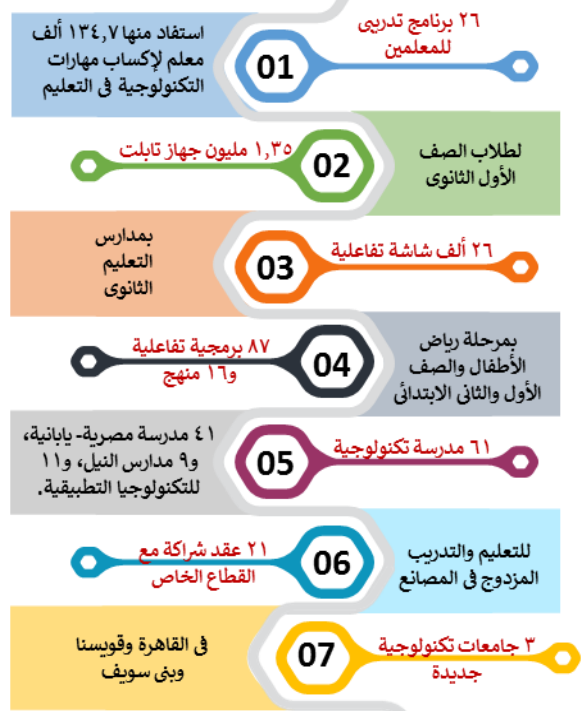 ٢٦ برنامج تدريبى
للمعلمين
01
استفاد منها ١٣٤,٧ ألف
معلم لإكساب مهارات
التكنولوجية فى التعليم
١,٣٥ مليون جهاز تابلت
02
لطلاب الصف
الأول الثانوى
٢٦ ألف شاشة تفاعلية
03
بمدارس
التعليم
الثانوى
٨٧ برمجية تفاعلية
و١٦ منهج
04
بمرحلة رياض
الأطفال والصف
الأول والثانى الابتدائى
٦١ مدرسة تكنولوجية
05
٤١ مدرسة مصرية- يابانية،
و٩ مدارس النيل، و١١
للتكنولوجيا التطبيقية.
٢١ عقد شراكة مع
القطاع الخاص
06
للتعليم والتدريب
المزدوج فى المصانع
٣ جامعات تكنولوجية
جديدة
07
فى القاهرة وقويسنا
وبنى سويف